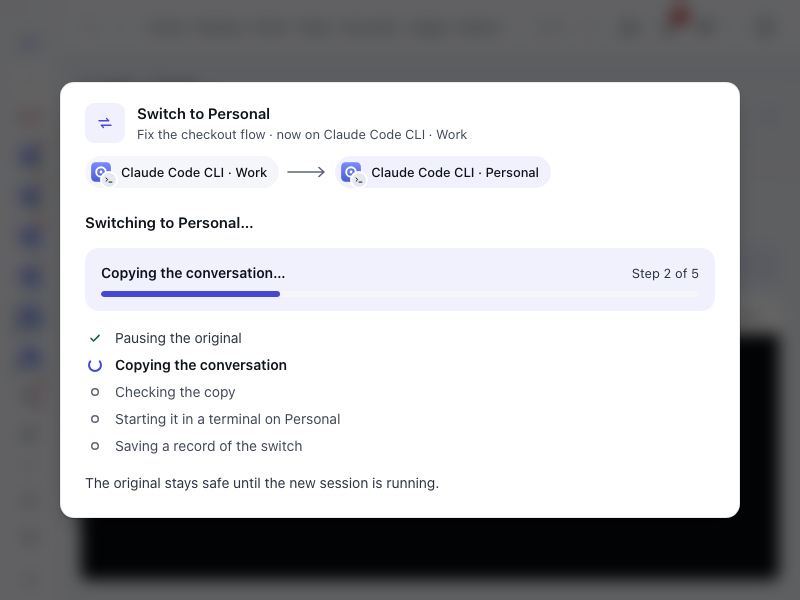 Switch to Personal
Fix the checkout flow · now on Claude Code CLI · Work
Claude Code CLI · Work
Claude Code CLI · Personal
Switching to Personal...
Copying the conversation...
Step 2 of 5
Pausing the original
Copying the conversation
Checking the copy
Starting it in a terminal on Personal
Saving a record of the switch
The original stays safe until the new session is running.